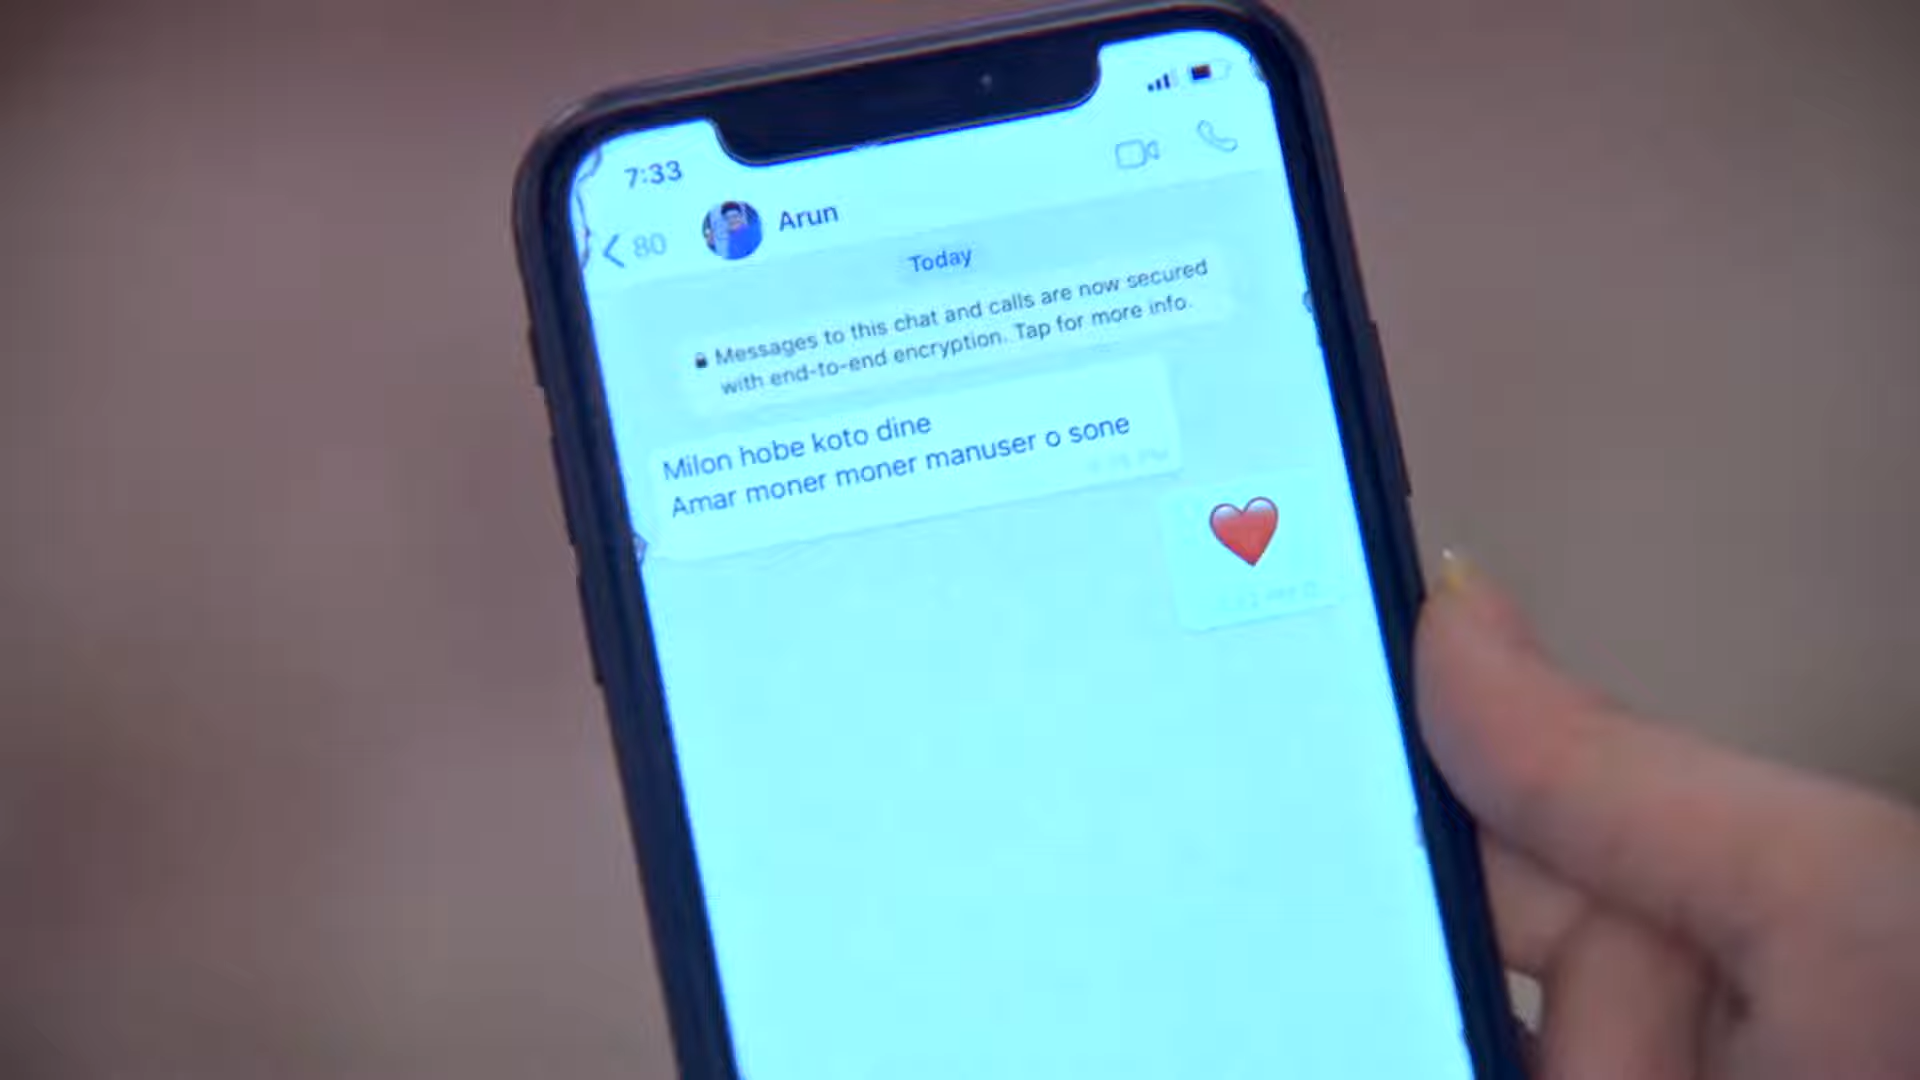 7:33
80
Arun
Today
Messages to this chat and calls are now secured
with end-to-end encryption. Tap for more info.
Milon hobe koto dine
Amar moner moner manuser o sone